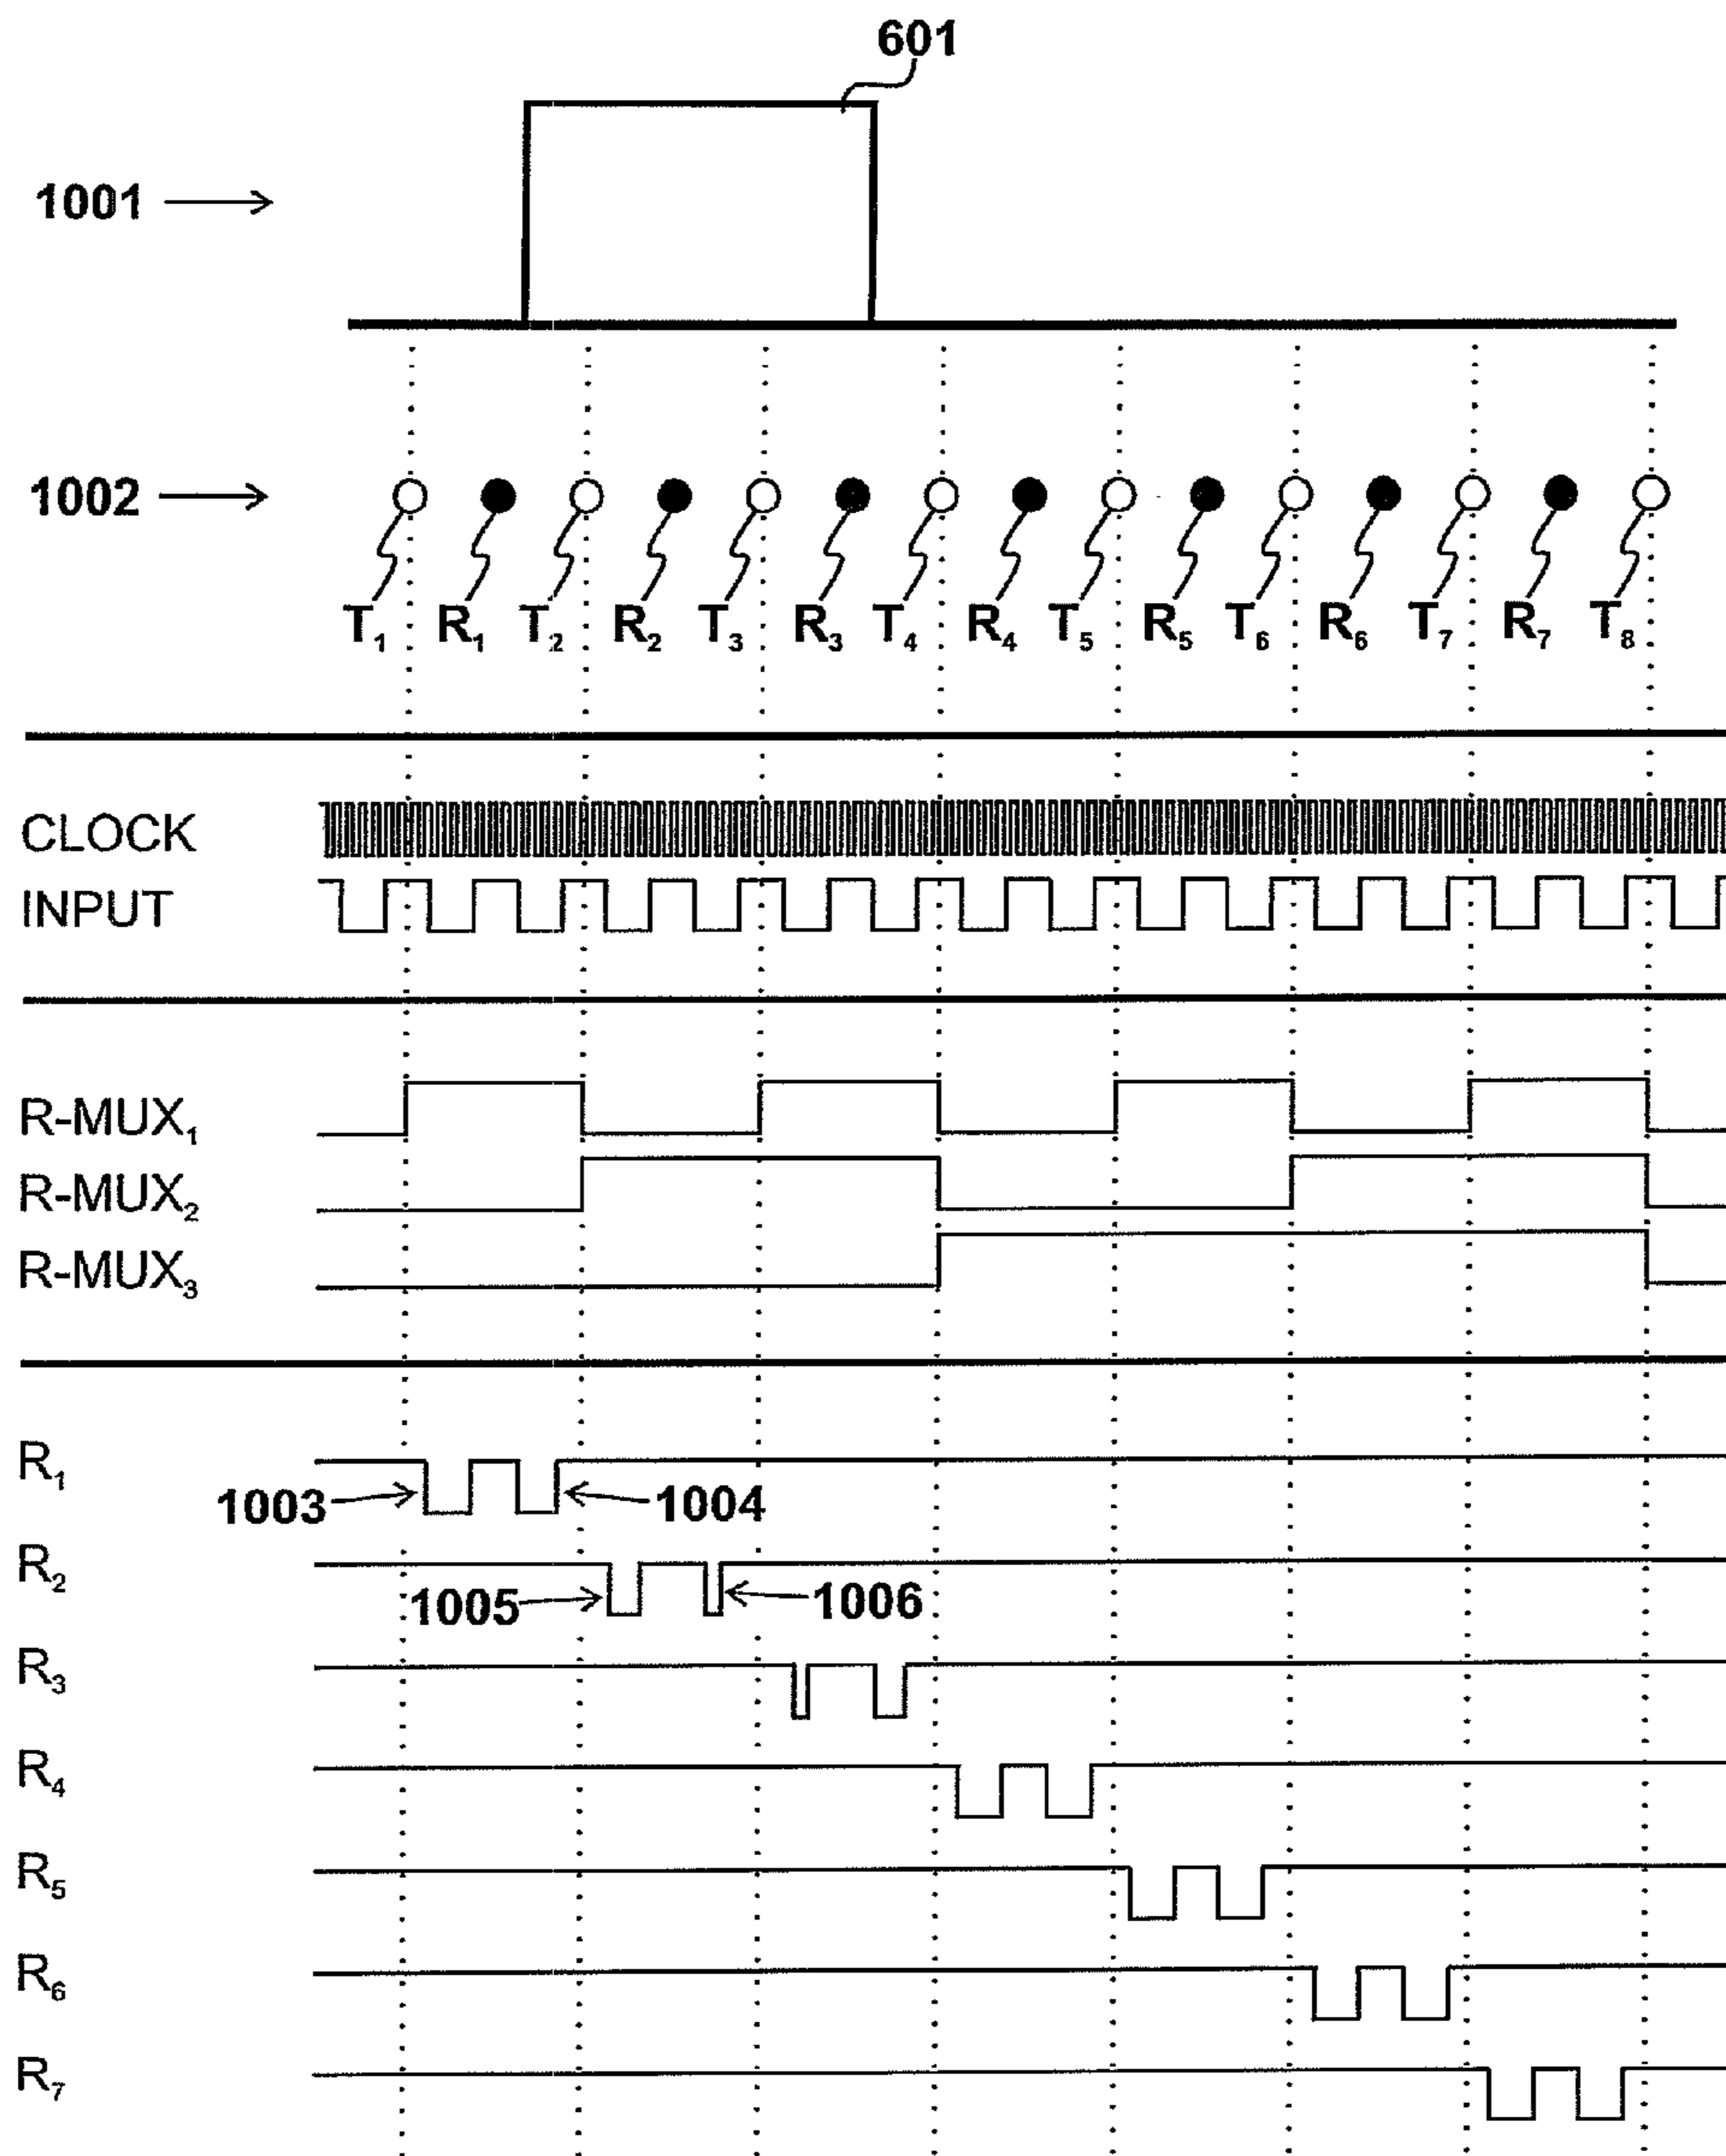 601
1001
1002
T₁ R₁ T₂ R₂ T₃ R₃ T₄ R₄ T₅ R₅ T₆ R₆ T₇ R₇ T₈
CLOCK
INPUT
R-MUX₁
R-MUX₂
R-MUX₃
R₁
1003 1004
R₂
1005 1006
R₃
R₄
R₅
R₆
R₇